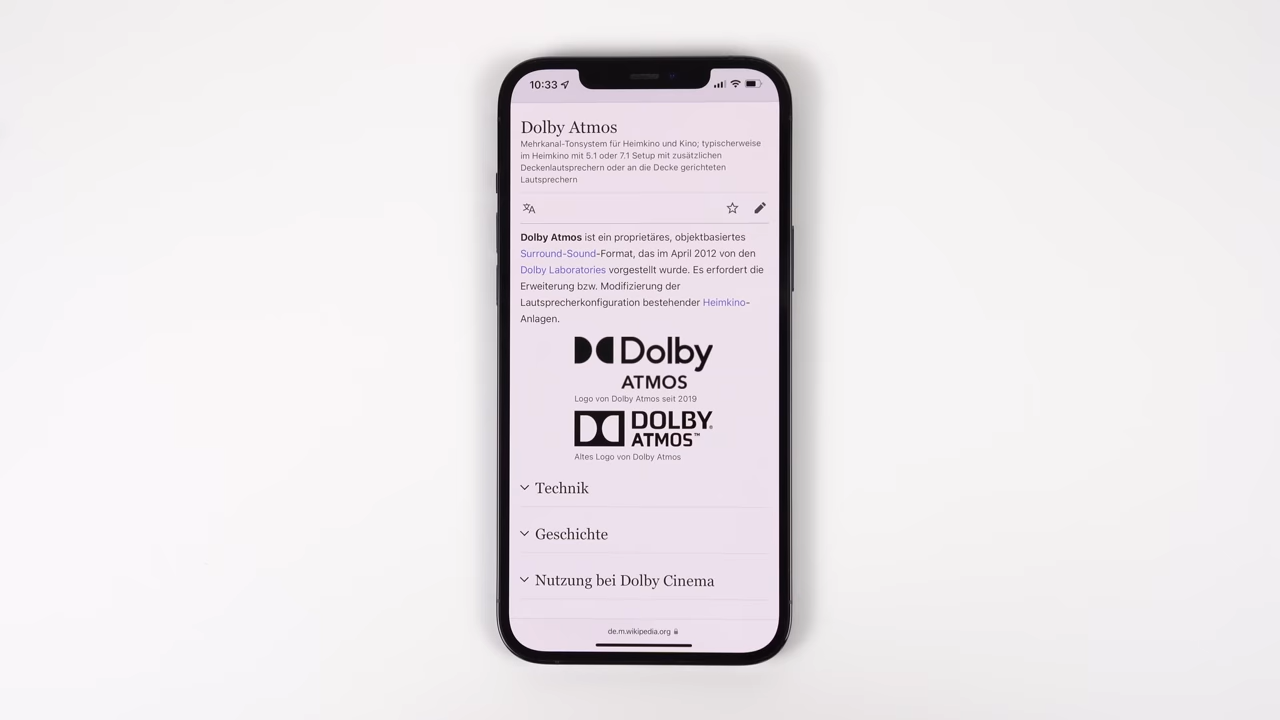 10:33
Dolby Atmos
Mehrkanal-Tonsystem für Heimkino und Kino; typischerweise
im Heimkino mit 5.1 oder 7.1 Setup mit zusätzlichen
Deckenlautsprechern oder an die Decke gerichteten
Lautsprechern
Dolby Atmos ist ein proprietäres, objektbasiertes
Surround-Sound-Format, das im April 2012 von den
Dolby Laboratories vorgestellt wurde. Es erfordert die
Erweiterung bzw. Modifizierung der
Lautsprecherkonfiguration bestehender Heimkino-
Anlagen.
Dolby
ATMOS
Logo von Dolby Atmos seit 2019
DOLBY®
ATMOS™
Altes Logo von Dolby Atmos
Technik
Geschichte
Nutzung bei Dolby Cinema
de.m.wikipedia.org